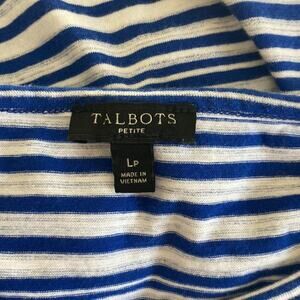 TALBOTS
PETITE
LP
MADE IN
VIETNAM